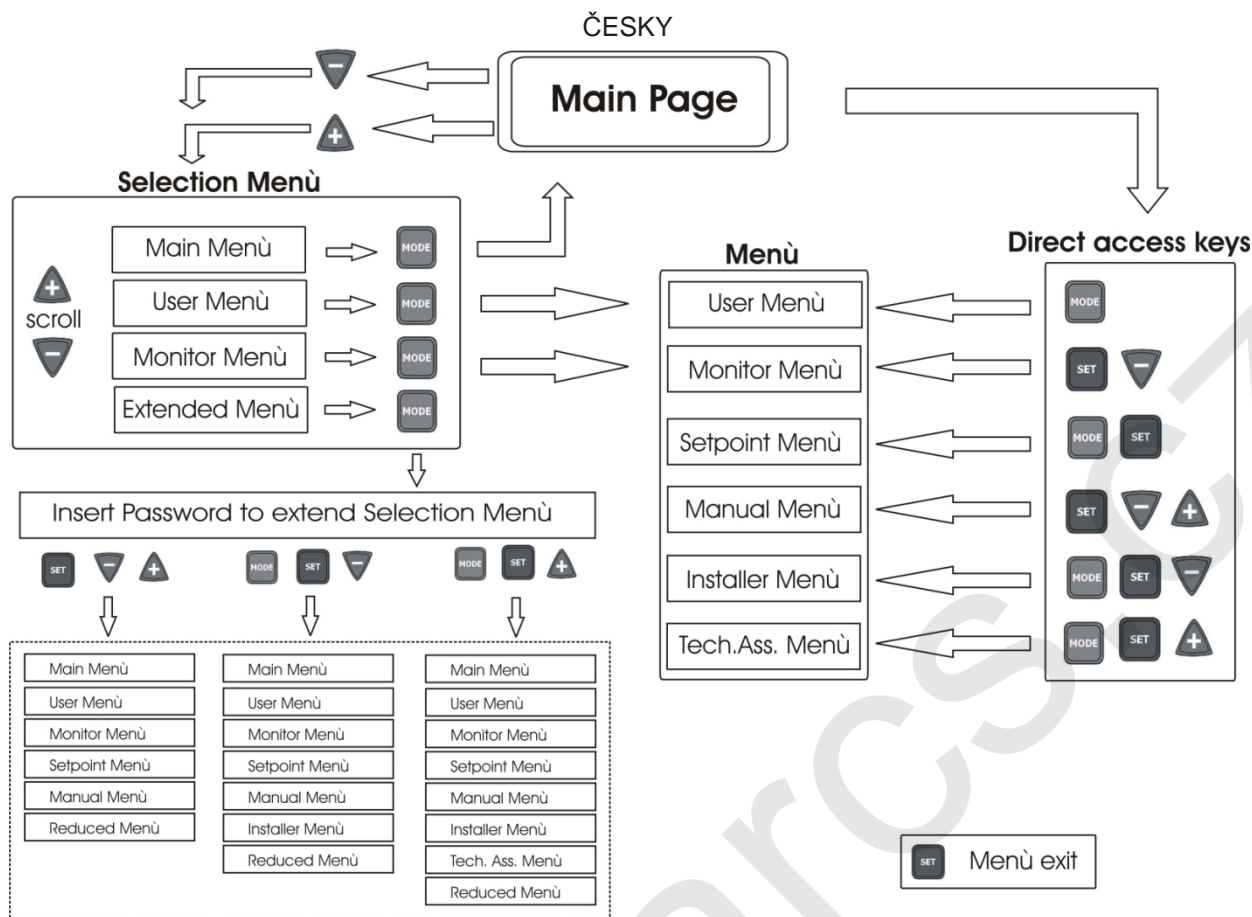 ČESKY
Main Page
Selection Menù
Main Menù
MODE
User Menù
MODE
Monitor Menù
MODE
Extended Menù
MODE
+
scroll
-
Insert Password to extend Selection Menù
SET - +
MODE SET -
MODE SET +
Main Menù
User Menù
Monitor Menù
Setpoint Menù
Manual Menù
Reduced Menù
Main Menù
User Menù
Monitor Menù
Setpoint Menù
Manual Menù
Installer Menù
Reduced Menù
Main Menù
User Menù
Monitor Menù
Setpoint Menù
Manual Menù
Installer Menù
Tech. Ass. Menù
Reduced Menù
Menù
User Menù
Monitor Menù
Setpoint Menù
Manual Menù
Installer Menù
Tech.Ass. Menù
Direct access keys
MODE
SET -
MODE SET
SET - +
MODE SET -
MODE SET +
SET Menù exit